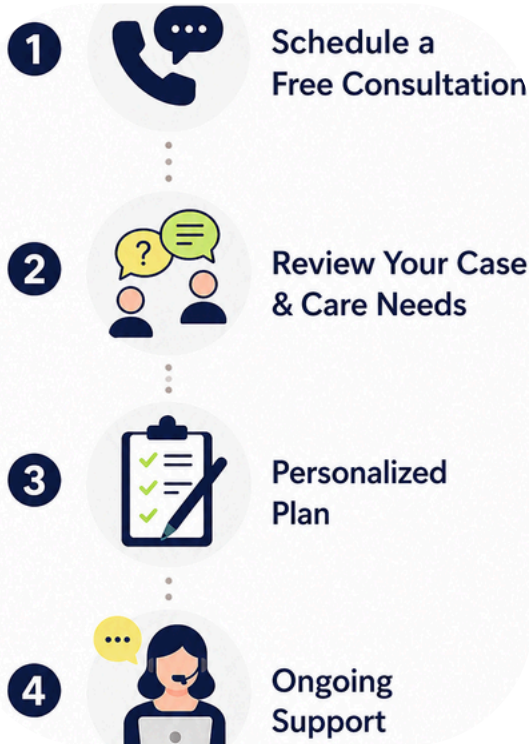 1
Schedule a
Free Consultation
?
2
Review Your Case
& Care Needs
3
Personalized
Plan
4
Ongoing
Support